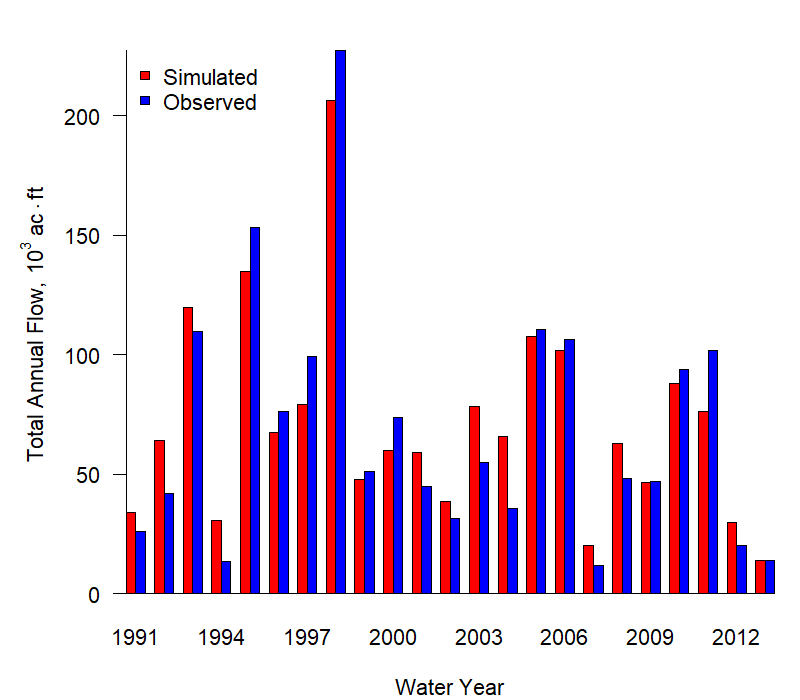 Simulated
Observed
200
150
100
50
0
Total Annual Flow, 10³ ac·ft
1991 1994 1997 2000 2003 2006 2009 2012
Water Year